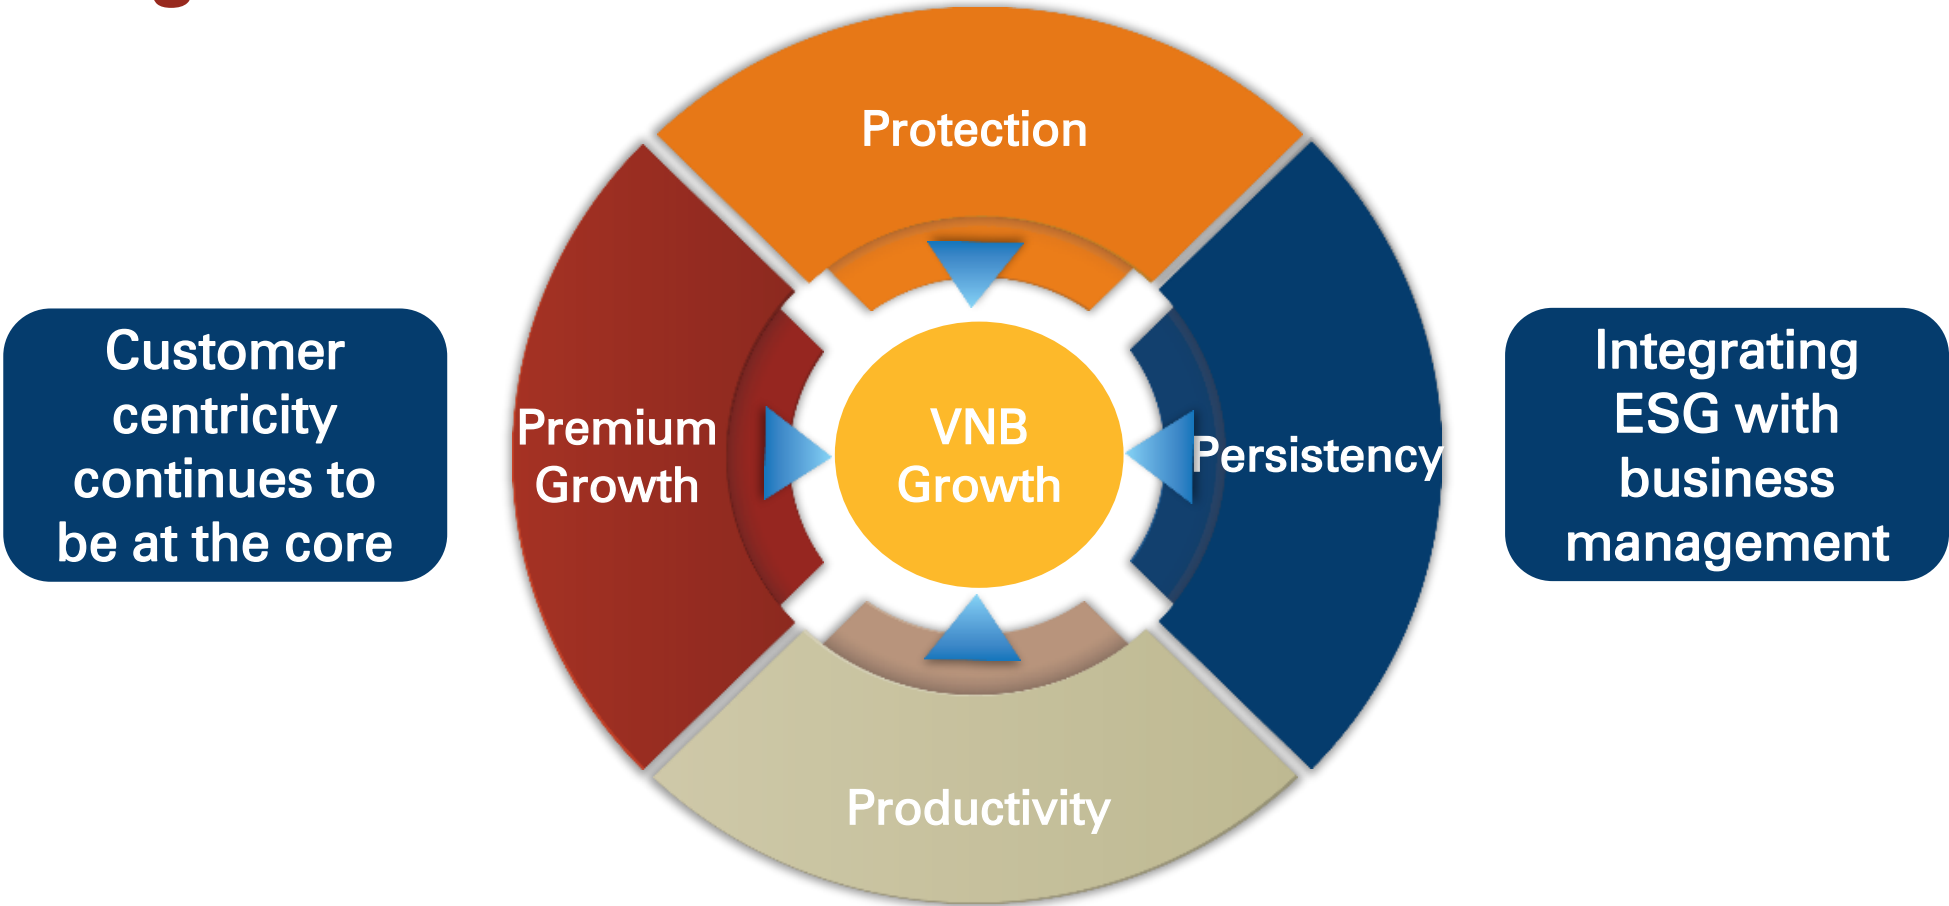 Protection
Customer
centricity
continues to
be at the core
Premium
Growth
VNB
Growth
Persistency
Integrating
ESG with
business
management
Productivity